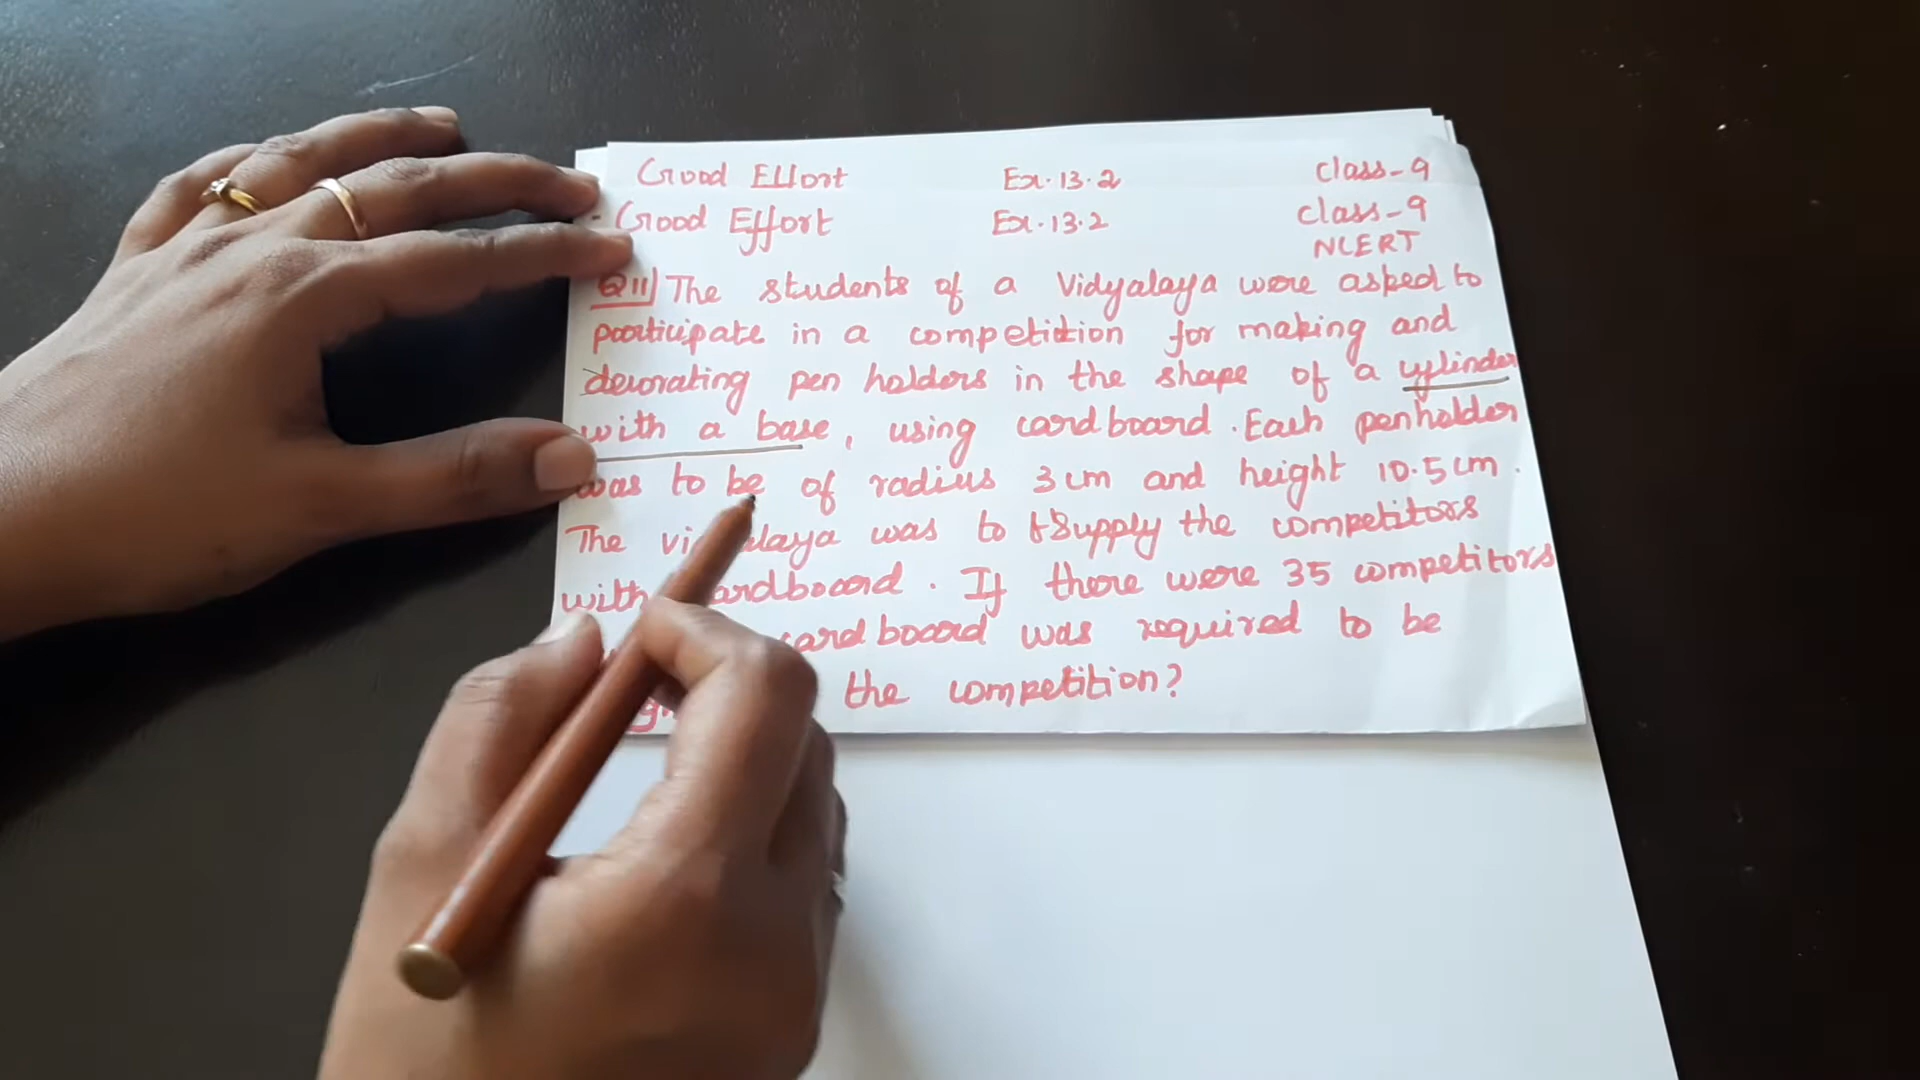 Good Effort Ex. 13.2 Class-9
- Good Effort Ex. 13.2 Class-9
NCERT
Q11 The students of a Vidyalaya were asked to
participate in a competition for making and
decorating pen holders in the shape of a cylinder
with a base, using cardboard. Each penholder
was to be of radius 3 cm and height 10.5 cm.
The was to supply the competitors
with cardboard. If there were 35 competitors
cardboard was required to be
the competition?